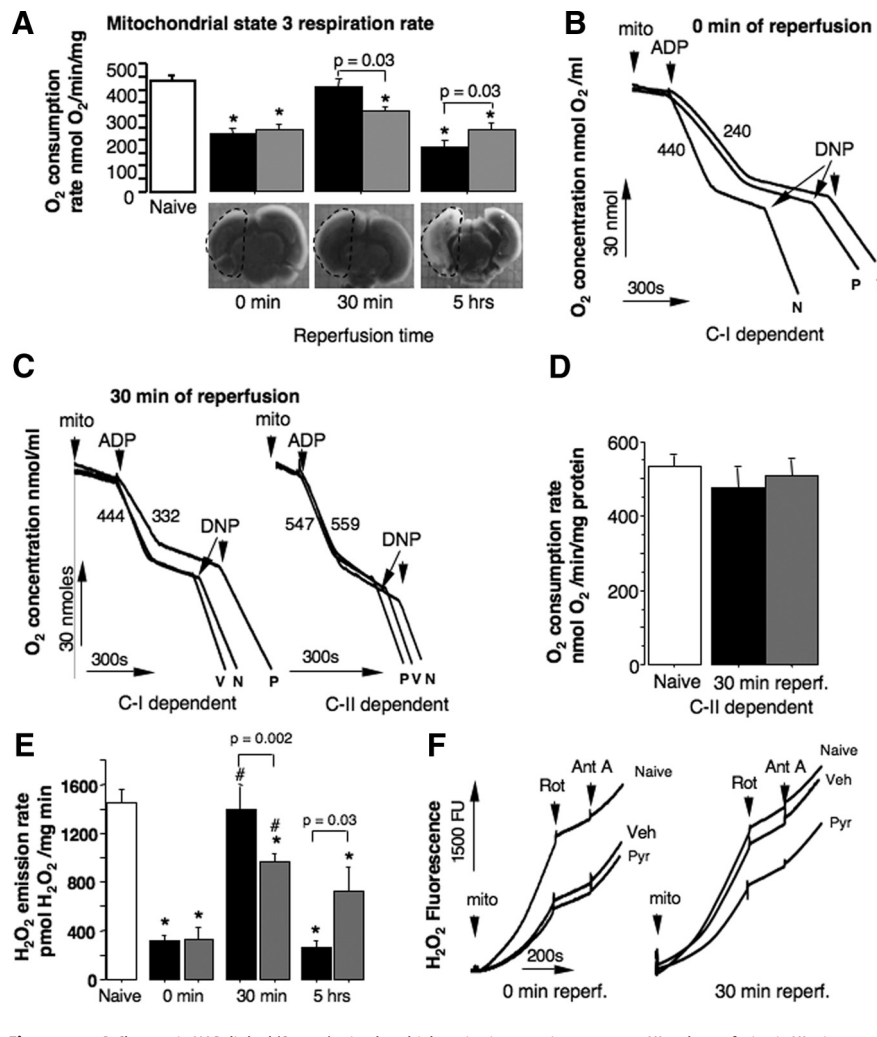 A
Mitochondrial state 3 respiration rate
O2 consumption
rate nmol O2/min/mg
500
400
300
200
100
0
p = 0.03
p = 0.03
*
*
*
*
*
Naive
0 min
30 min
5 hrs
Reperfusion time
B
0 min of reperfusion
mito
ADP
O2 concentration nmol O2 /ml
240
440
DNP
30 nmol
300s
N
P
C-I dependent
C
30 min of reperfusion
mito
ADP
O2 concentration nmol/ml
444
332
DNP
30 nmoles
300s
V N P
C-I dependent
mito
ADP
547
559
DNP
300s
P V N
C-II dependent
D
O2 consumption rate
nmol O2 /min/mg protein
600
400
200
0
Naive
30 min reperf.
C-II dependent
E
H2O2 emission rate
pmol H2O2 /mg min
1600
1200
800
400
0
p = 0.002
p = 0.03
*
*
#
#
*
*
*
Naive
0 min
30 min
5 hrs
F
H2O2 Fluorescence
1500 FU
mito
Rot
Ant A
Naive
Veh
Pyr
200s
0 min reperf.
mito
Rot
Ant A
Naive
Veh
Pyr
30 min reperf.